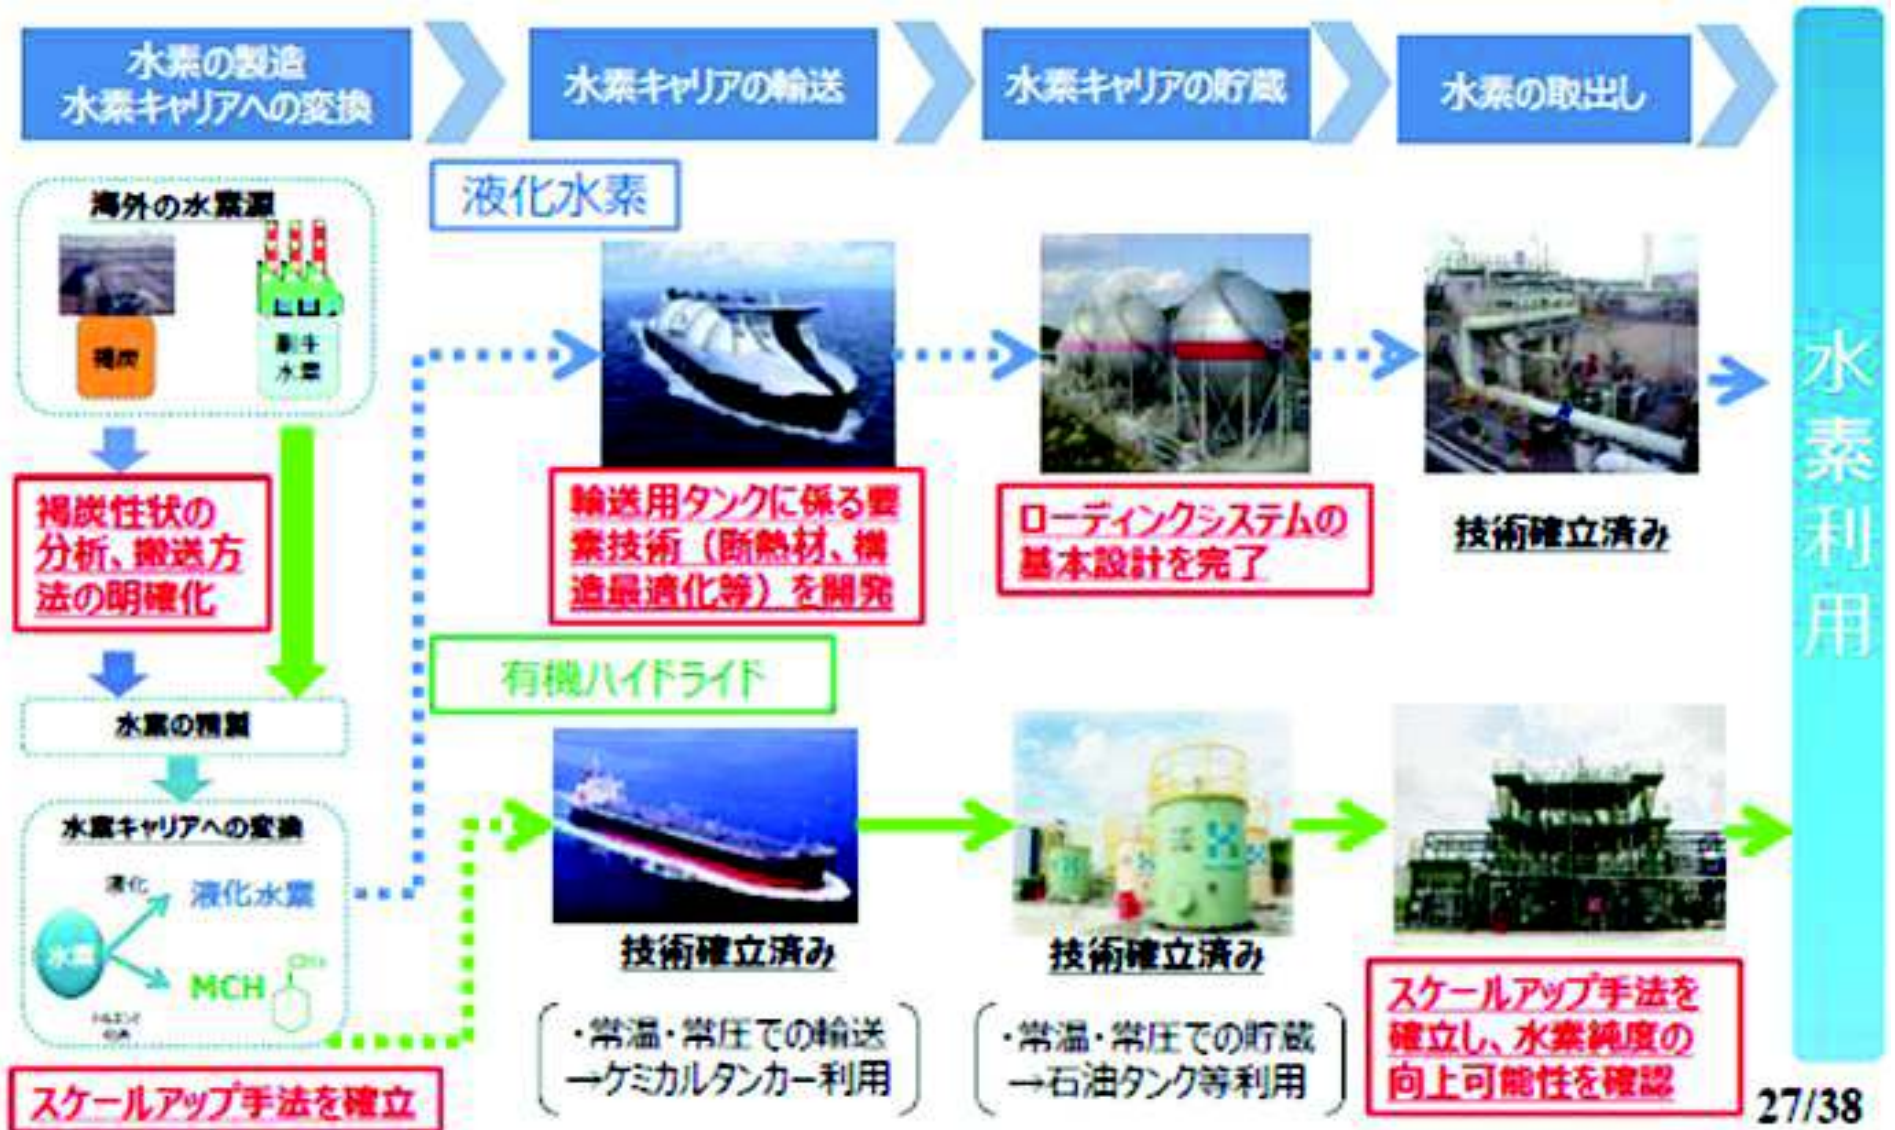 水素の製造
水素キャリアへの変換
水素キャリアの輸送
水素キャリアの貯蔵
水素の取出し
水素利用
海外の水素源
褐炭
副生
水素
褐炭性状の
分析、搬送方
法の明確化
水素の精製
水素キャリアへの変換
液化
液化水素
水素
MCH
スケールアップ手法を確立
液化水素
輸送用タンクに係る要
素技術(断熱材、構
造最適化等)を開発
ローディングシステムの
基本設計を完了
技術確立済み
有機ハイドライド
技術確立済み
・常温・常圧での輸送
→ケミカルタンカー利用
技術確立済み
・常温・常圧での貯蔵
→石油タンク等利用
スケールアップ手法を
確立し、水素純度の
向上可能性を確認
27/38